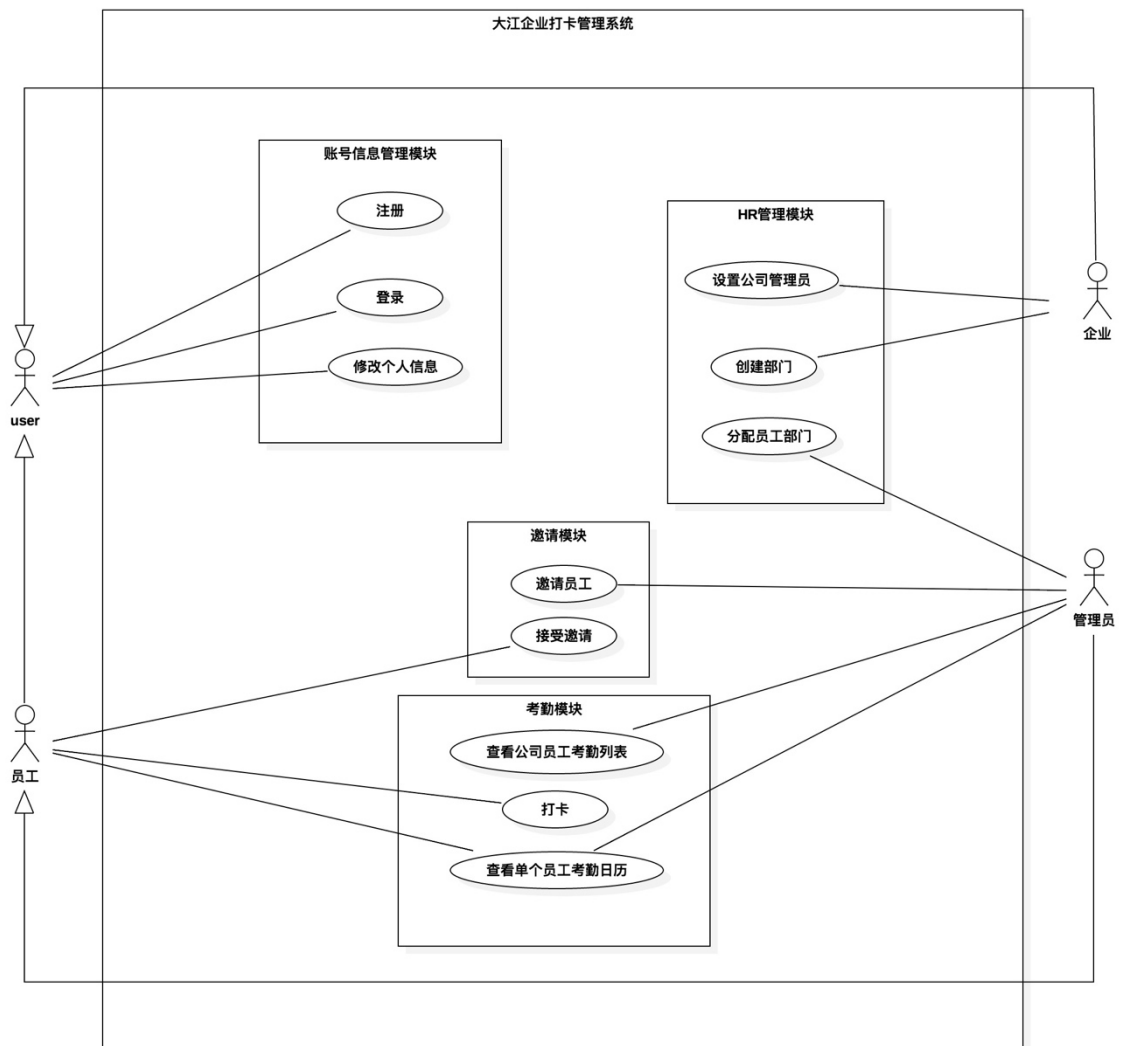 大江企业打卡管理系统
账号信息管理模块
注册
登录
修改个人信息
HR管理模块
设置公司管理员
创建部门
分配员工部门
企业
user
邀请模块
邀请员工
接受邀请
管理员
考勤模块
查看公司员工考勤列表
打卡
查看单个员工考勤日历
员工